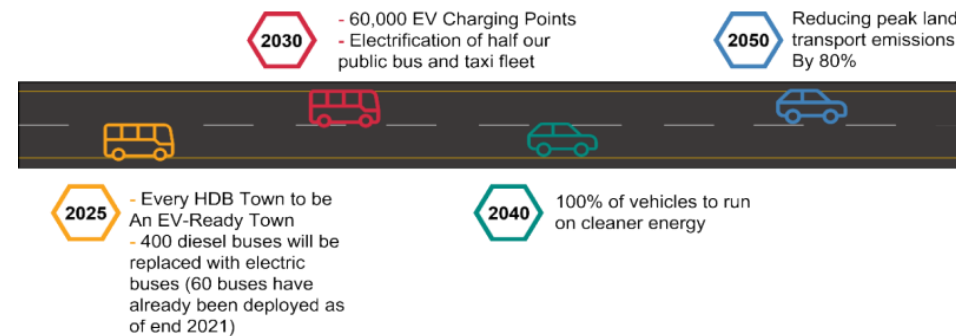 2030
- 60,000 EV Charging Points
- Electrification of half our
public bus and taxi fleet
2050
Reducing peak land
transport emissions
By 80%
2025
- Every HDB Town to be
An EV-Ready Town
- 400 diesel buses will be
replaced with electric
buses (60 buses have
already been deployed as
of end 2021)
2040
100% of vehicles to run
on cleaner energy